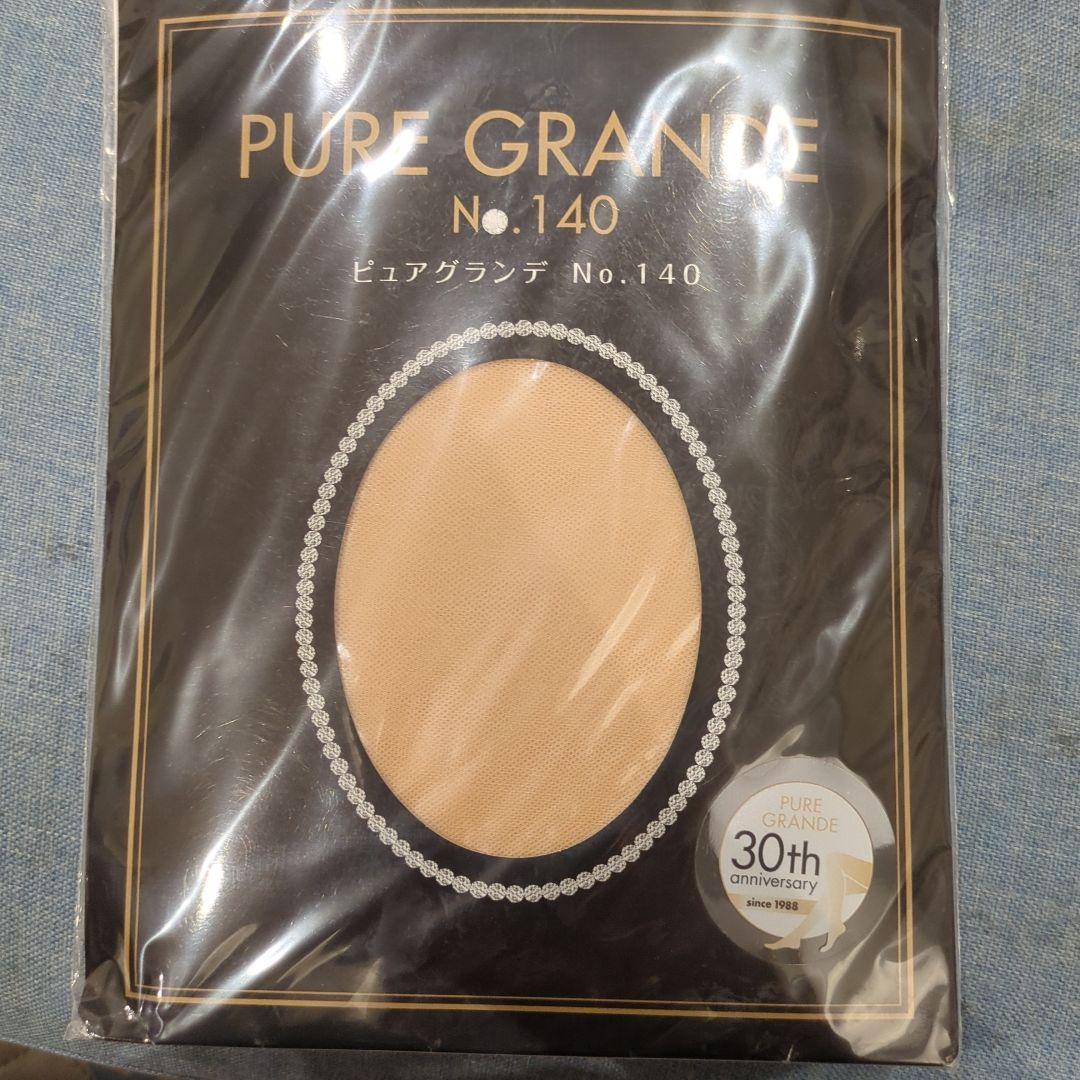 PURE GRANDE
No.140
ピュアグランデ No.140
PURE
GRANDE
30th
anniversary
since 1988